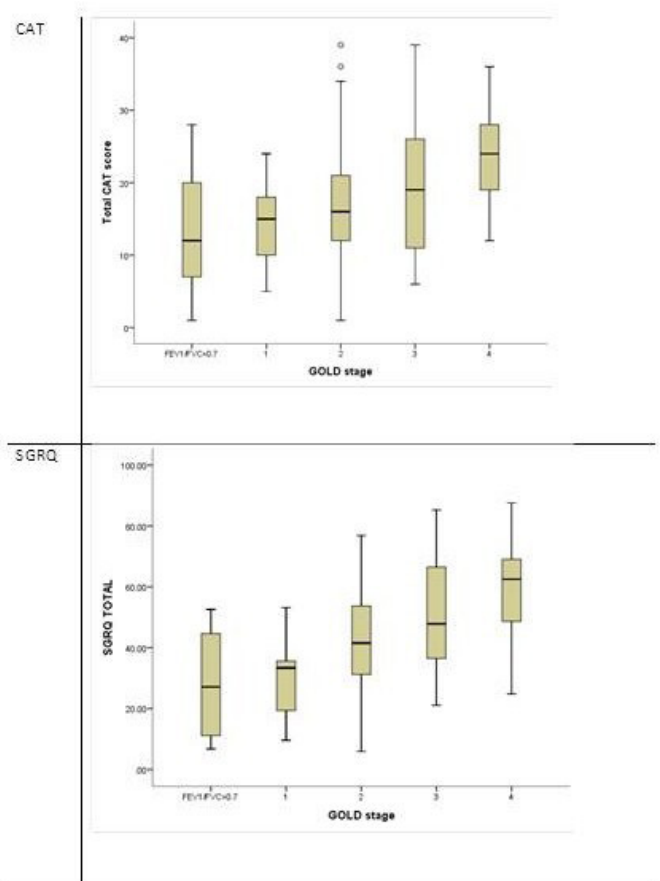 CAT
40
30
20
10
0
Total CAT score
FEV1/FVC>0.7 1 2 3 4
GOLD stage
SGRQ
100.00
80.00
60.00
40.00
20.00
.00
SGRQ TOTAL
FEV1/FVC>0.7 1 2 3 4
GOLD stage